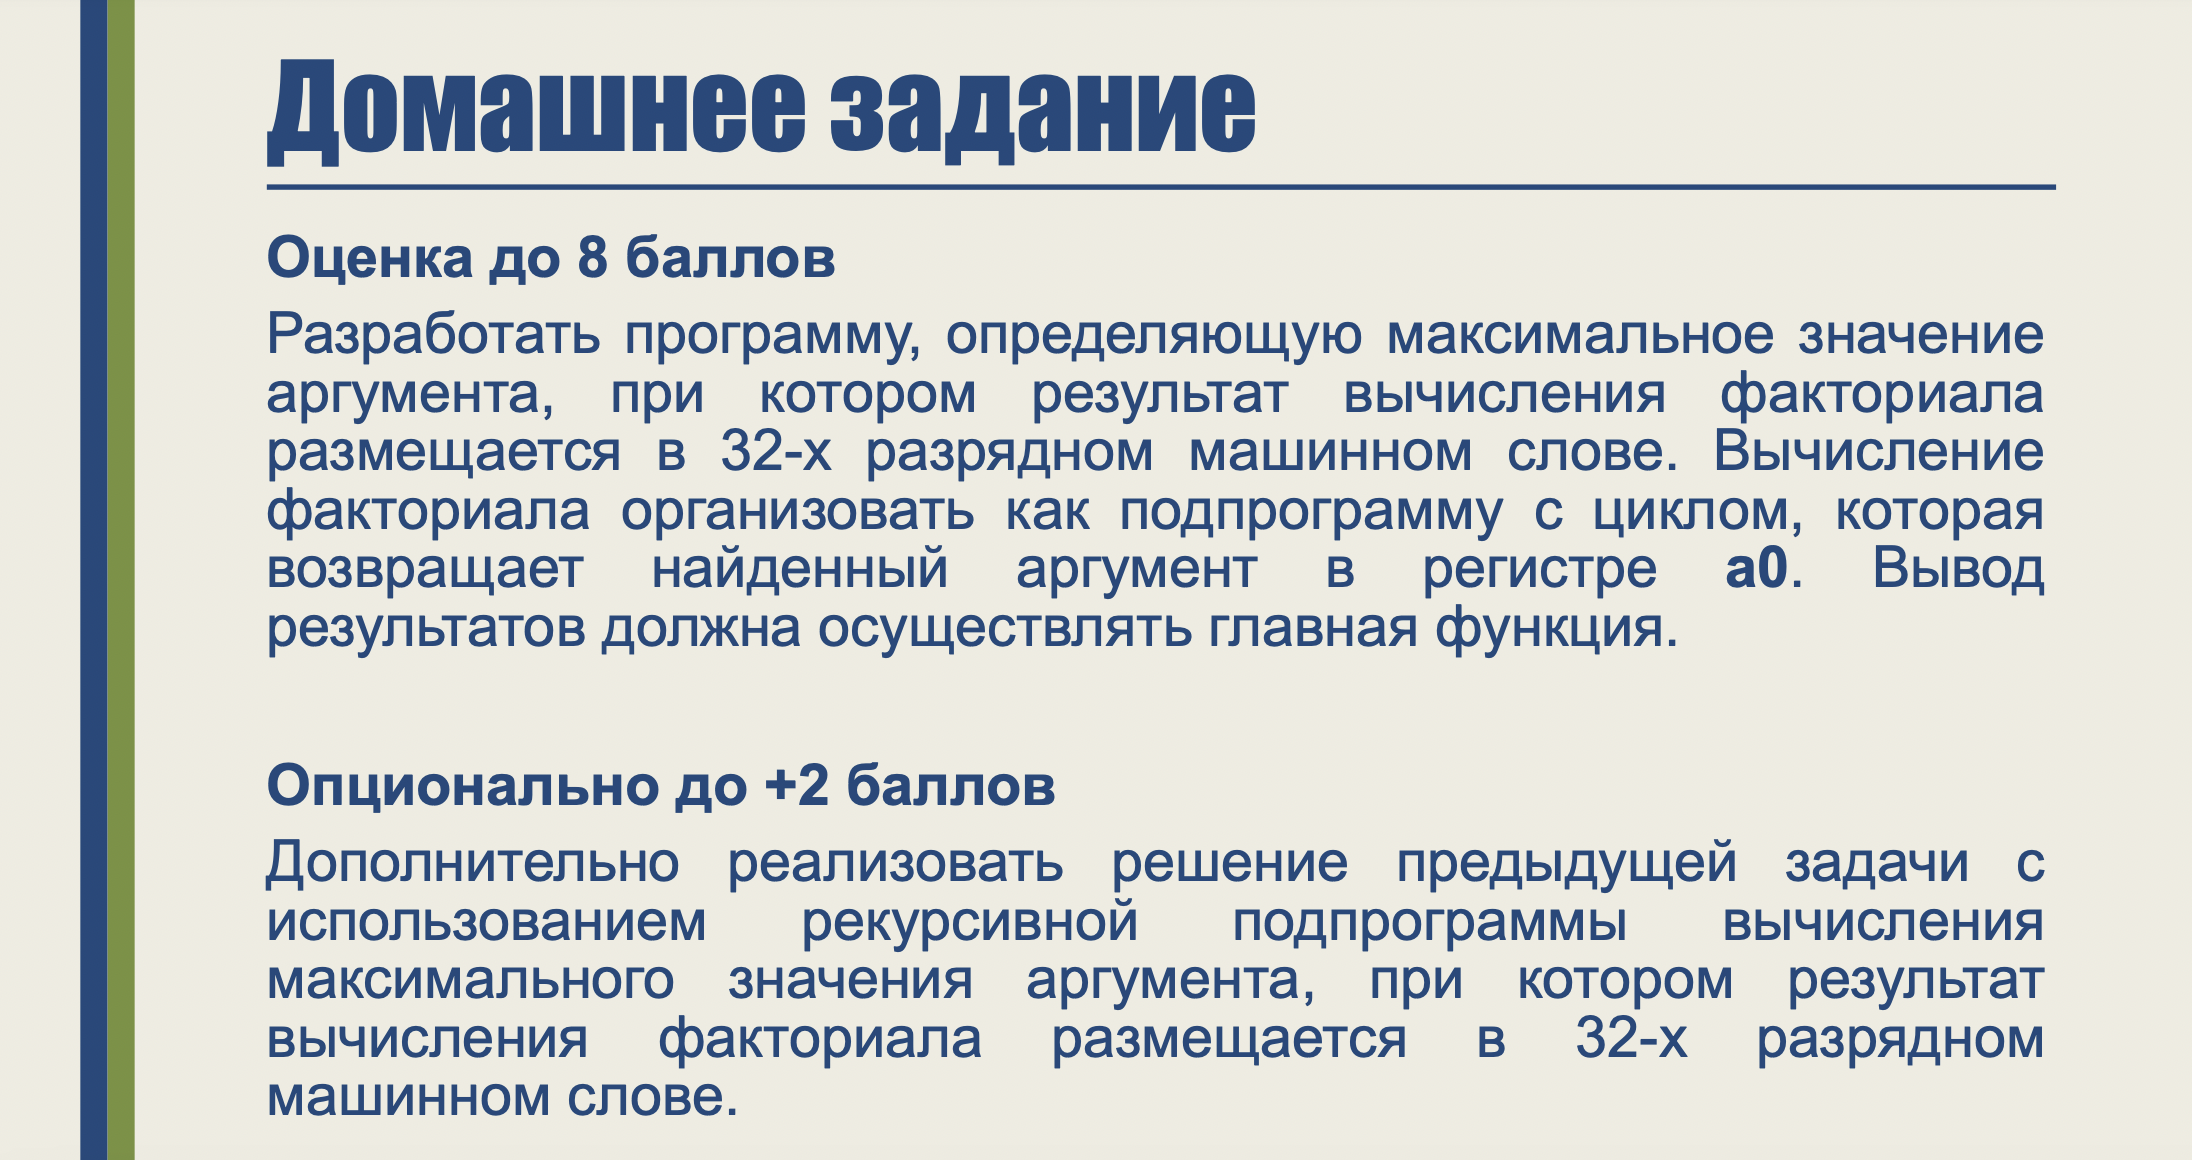 Домашнее задание
Оценка до 8 баллов
Разработать программу, определяющую максимальное значение
аргумента, при котором результат вычисления факториала
размещается в 32-х разрядном машинном слове. Вычисление
факториала организовать как подпрограмму с циклом, которая
возвращает найденный аргумент в регистре a0. Вывод
результатов должна осуществлять главная функция.
Опционально до +2 баллов
Дополнительно реализовать решение предыдущей задачи с
использованием рекурсивной подпрограммы вычисления
максимального значения аргумента, при котором результат
вычисления факториала размещается в 32-х разрядном
машинном слове.